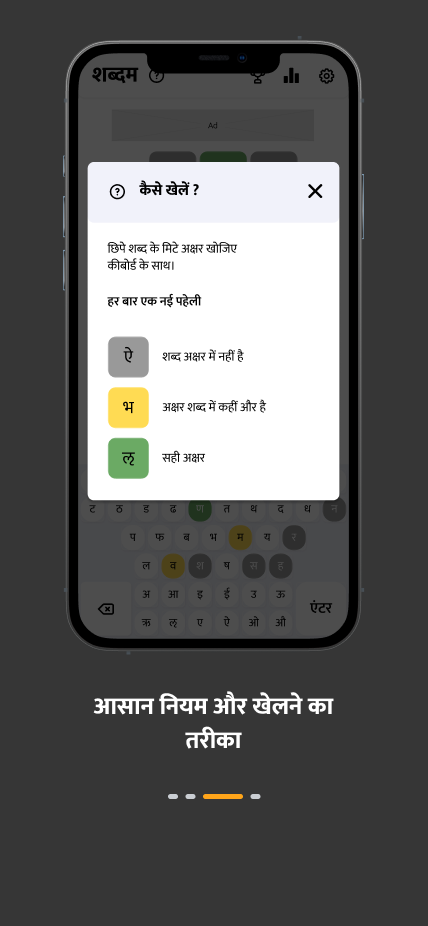 शब्दम ?
Ad
? कैसे खेलें ?
छिपे शब्द के मिटे अक्षर खोजिए
कीबोर्ड के साथ।
हर बार एक नई पहेली
ऐ शब्द अक्षर में नहीं है
भ अक्षर शब्द में कहीं और है
ऌ सही अक्षर
ट ठ ड ढ ण त थ द ध न
प फ ब भ म य र
ल व श ष स ह
अ आ इ ई उ ऊ
ऋ ऌ ए ऐ ओ औ
एंटर
आसान नियम और खेलने का
तरीका